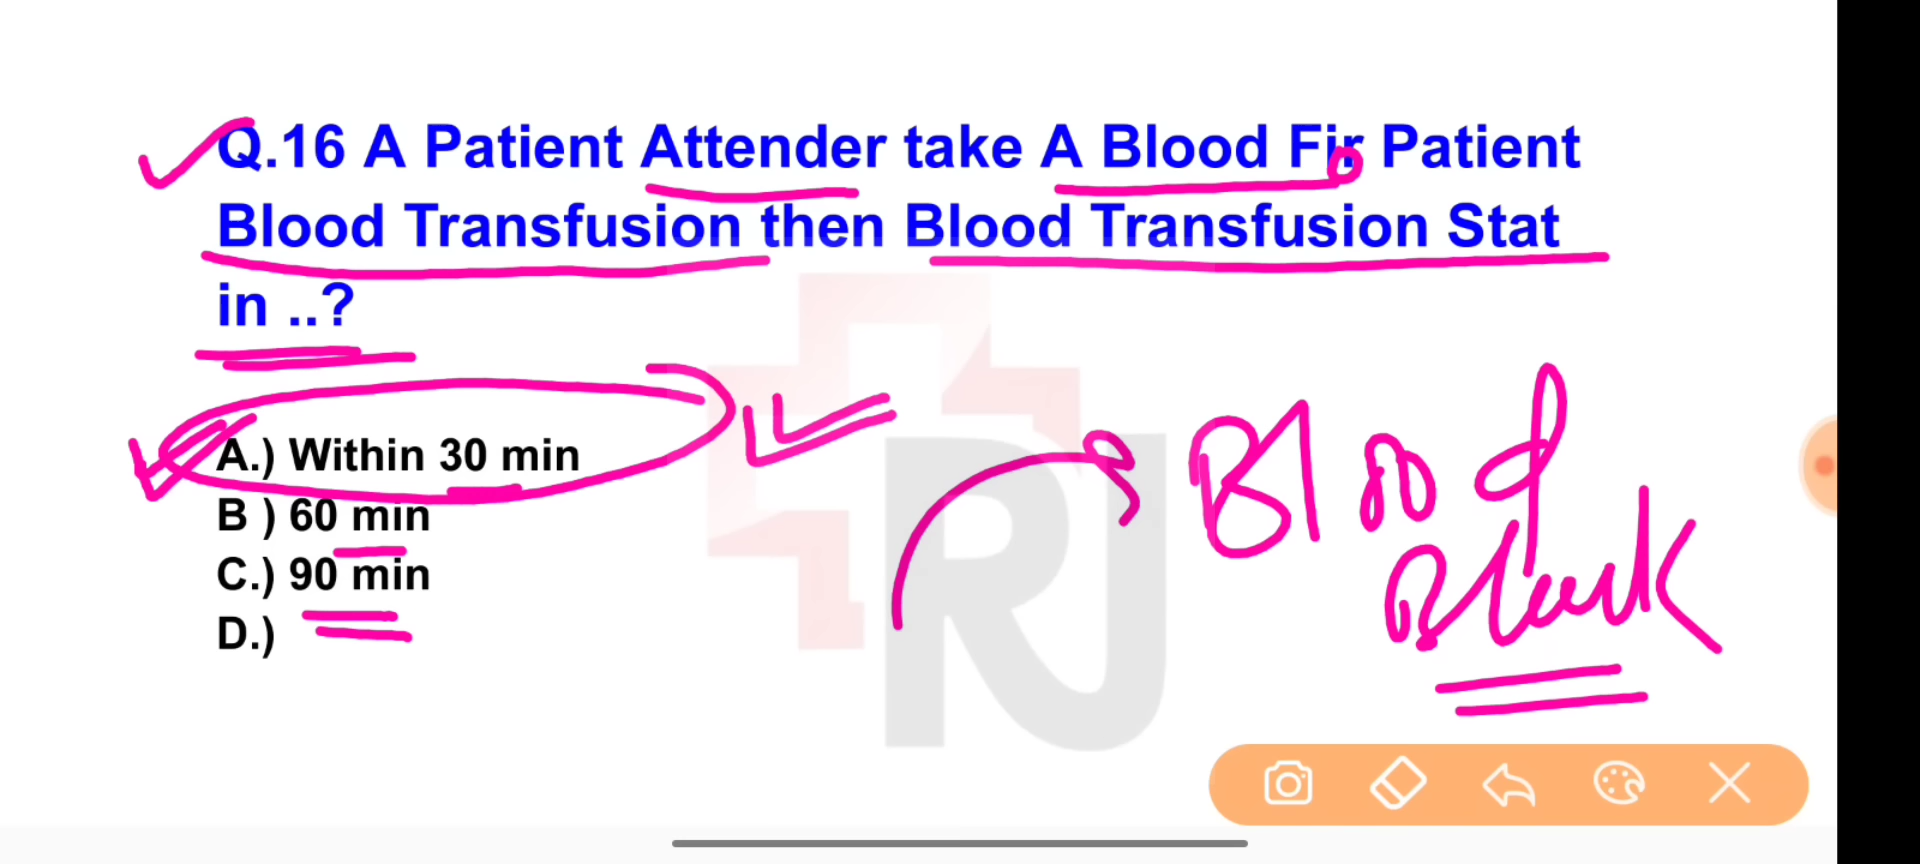 Q.16 A Patient Attender take A Blood Fir Patient
Blood Transfusion then Blood Transfusion Stat
in ..?
A.) Within 30 min
B ) 60 min
C.) 90 min
D.)
Blood
RJ